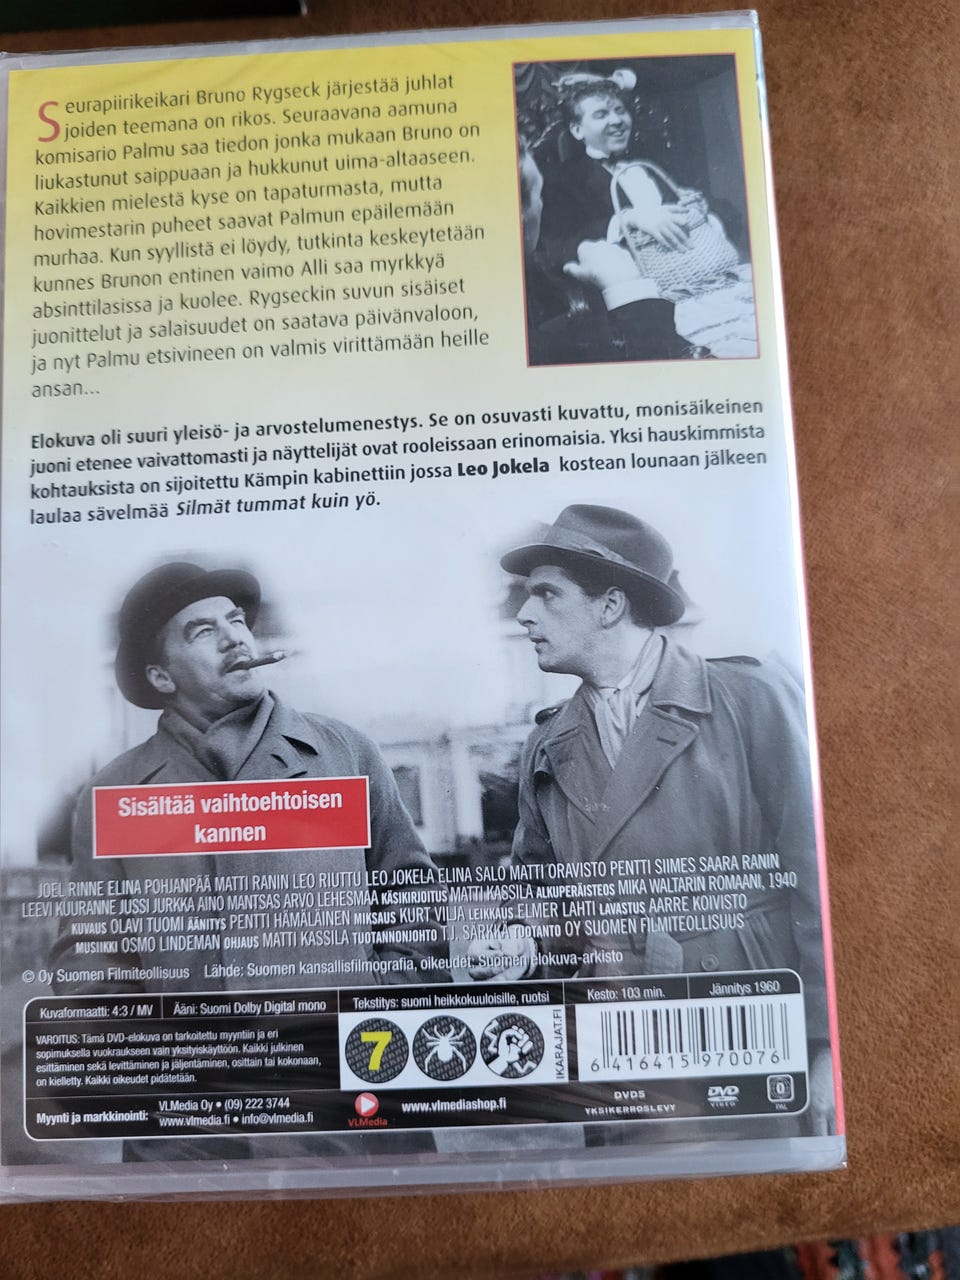 Seurapiirikeikari Bruno Rygseck järjestää juhlat
joiden teemana on rikos. Seuraavana aamuna
komisario Palmu saa tiedon jonka mukaan Bruno on
liukastunut saippuaan ja hukkunut uima-altaaseen.
Kaikkien mielestä kyse on tapaturmasta, mutta
hovimestarin puheet saavat Palmun epäilemään
murhaa. Kun syyllistä ei löydy, tutkinta keskeytetään
kunnes Brunon entinen vaimo Alli saa myrkkyä
absinttilasissa ja kuolee. Rygseckin suvun sisäiset
juonittelut ja salaisuudet on saatava päivänvaloon,
ja nyt Palmu etsivineen on valmis virittämään heille
ansan...
Elokuva oli suuri yleisö- ja arvostelumenestys. Se on osuvasti kuvattu, monisäikeinen
juoni etenee vaivattomasti ja näyttelijät ovat rooleissaan erinomaisia. Yksi hauskimmista
kohtauksista on sijoitettu Kämpin kabinettiin jossa Leo Jokela kostean lounaan jälkeen
laulaa sävelmää Silmät tummat kuin yö.
Sisältää vaihtoehtoisen
kannen
JOEL RINNE ELINA POHJANPÄÄ MATTI RANIN LEO RIUTTU LEO JOKELA ELINA SALO MATTI ORAVISTO PENTTI SIIMES SAARA RANIN
LEEVI KUURANNE JUSSI JURKKA AINO MANTSAS ARVO LEHESMAA KÄSIKIRJOITUS MATTI KASSILA ALKUPERÄISTEOS MIKA WALTARIN ROMAANI, 1940
KUVAUS OLAVI TUOMI ÄÄNITYS PENTTI HÄMÄLÄINEN MIKSAUS KURT VILJA LEIKKAUS ELMER LAHTI LAVASTUS AARRE KOIVISTO
MUSIIKKI OSMO LINDEMAN OHJAUS MATTI KASSILA TUOTANNONJOHTO T.J. SÄRKKÄ TUOTANTO OY SUOMEN FILMITEOLLISUUS
© Oy Suomen Filmiteollisuus Lähde: Suomen kansallisfilmografia, oikeudet: Suomen elokuva-arkisto
Kuvaformaatti: 4:3 / MV Ääni: Suomi Dolby Digital mono Tekstitys: suomi heikkokuuloisille, ruotsi Kesto: 103 min. Jännitys 1960
VAROITUS: Tämä DVD-elokuva on tarkoitettu myyntiin ja eri
sopimuksella vuokraukseen vain yksityiskäyttöön. Kaikki julkinen
esittäminen sekä levittäminen ja jäljentäminen, osittain tai kokonaan,
on kielletty. Kaikki oikeudet pidätetään.
7
IKARAJAT.FI
6 416415 970076
Myynti ja markkinointi: VLMedia Oy • (09) 222 3744
www.vlmedia.fi • info@vlmedia.fi
VLMedia
www.vlmediashop.fi
DVD5
YKSIKERROSLEVY
DVD
VIDEO
0
PAL